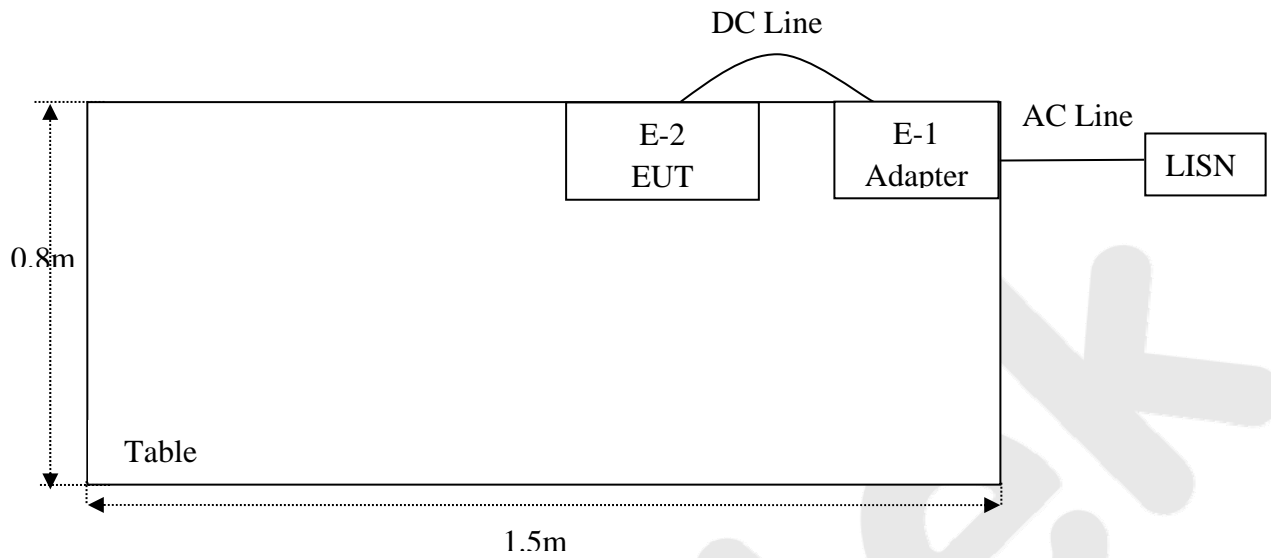 DC Line
E-2
EUT
E-1
Adapter
AC Line
LISN
0.8m
Table
1.5m